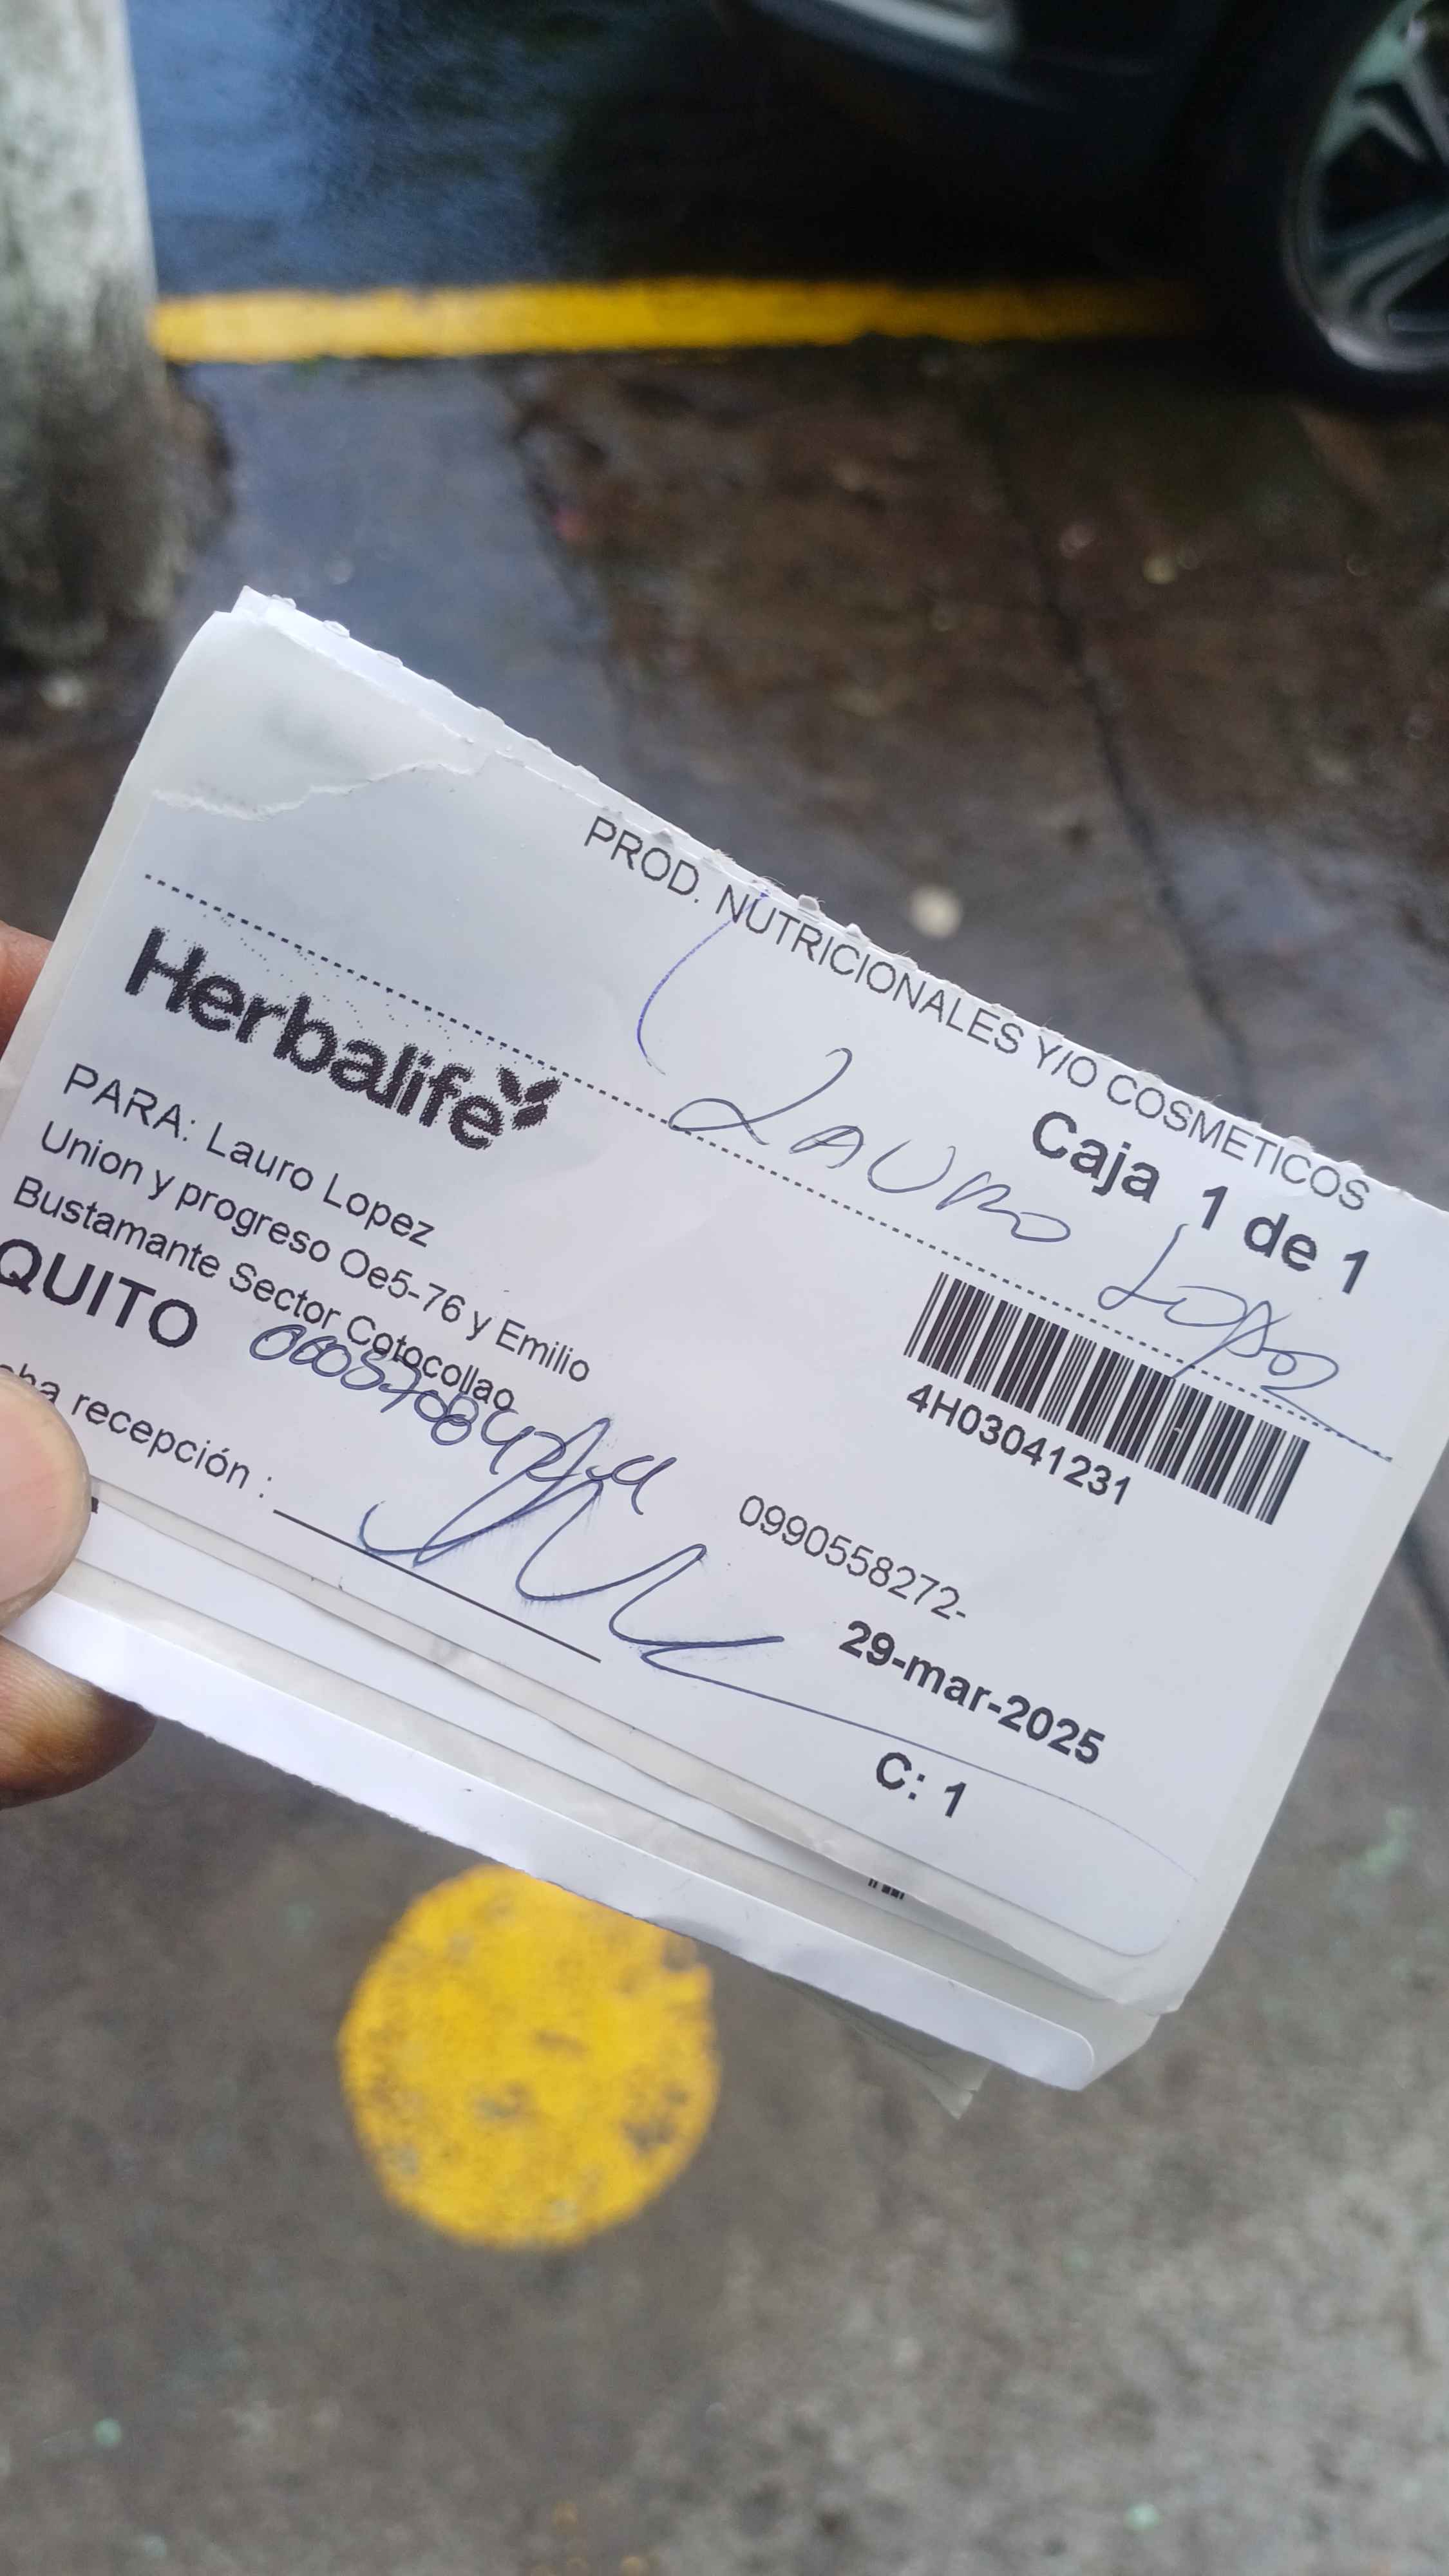 PROD. NUTRICIONALES Y/O COSMETICOS
Caja 1 de 1
Herbalife
LAURO LOPEZ
PARA: Lauro Lopez
Union y progreso Oe5-76 y Emilio
Bustamante Sector Cotocollao
QUITO
4H03041231
recepción :
0990558272-
29-mar-2025
C: 1